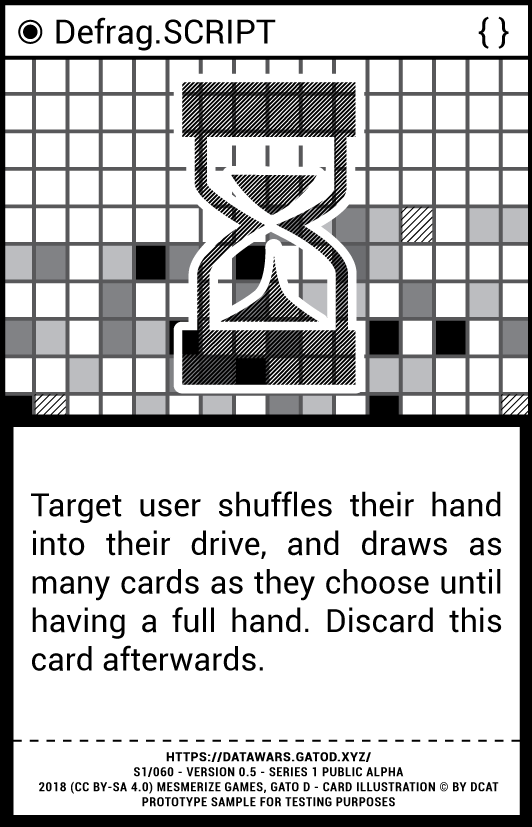 Defrag.SCRIPT { }
Target user shuffles their hand
into their drive, and draws as
many cards as they choose until
having a full hand. Discard this
card afterwards.
HTTPS://DATAWARS.GATOD.XYZ/
S1/060 - VERSION 0.5 - SERIES 1 PUBLIC ALPHA
2018 (CC BY-SA 4.0) MESMERIZE GAMES, GATO D - CARD ILLUSTRATION © BY DCAT
PROTOTYPE SAMPLE FOR TESTING PURPOSES